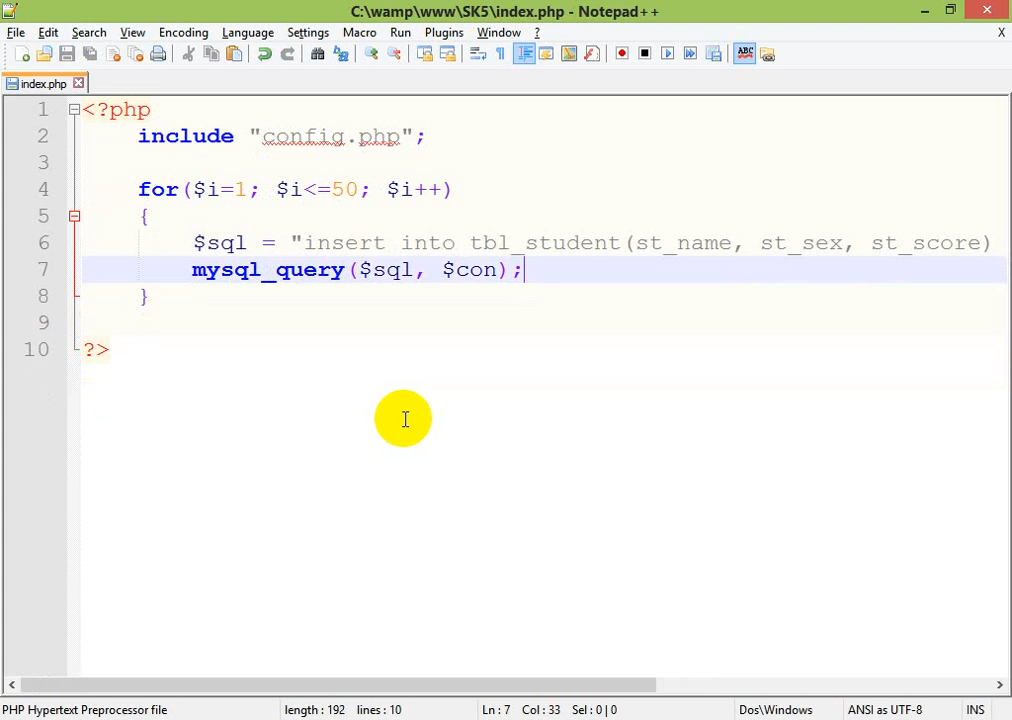 C:\wamp\www\SK5\index.php - Notepad++
File Edit Search View Encoding Language Settings Macro Run Plugins Window ? X
ABC
index.php
1 <?php
2 include "config.php";
3
4 for($i=1; $i<=50; $i++)
5 {
6 $sql = "insert into tbl_student(st_name, st_sex, st_score)
7 mysql_query($sql, $con);
8 }
9
10 ?>
PHP Hypertext Preprocessor file length : 192 lines : 10 Ln : 7 Col : 33 Sel : 0 | 0 Dos\Windows ANSI as UTF-8 INS